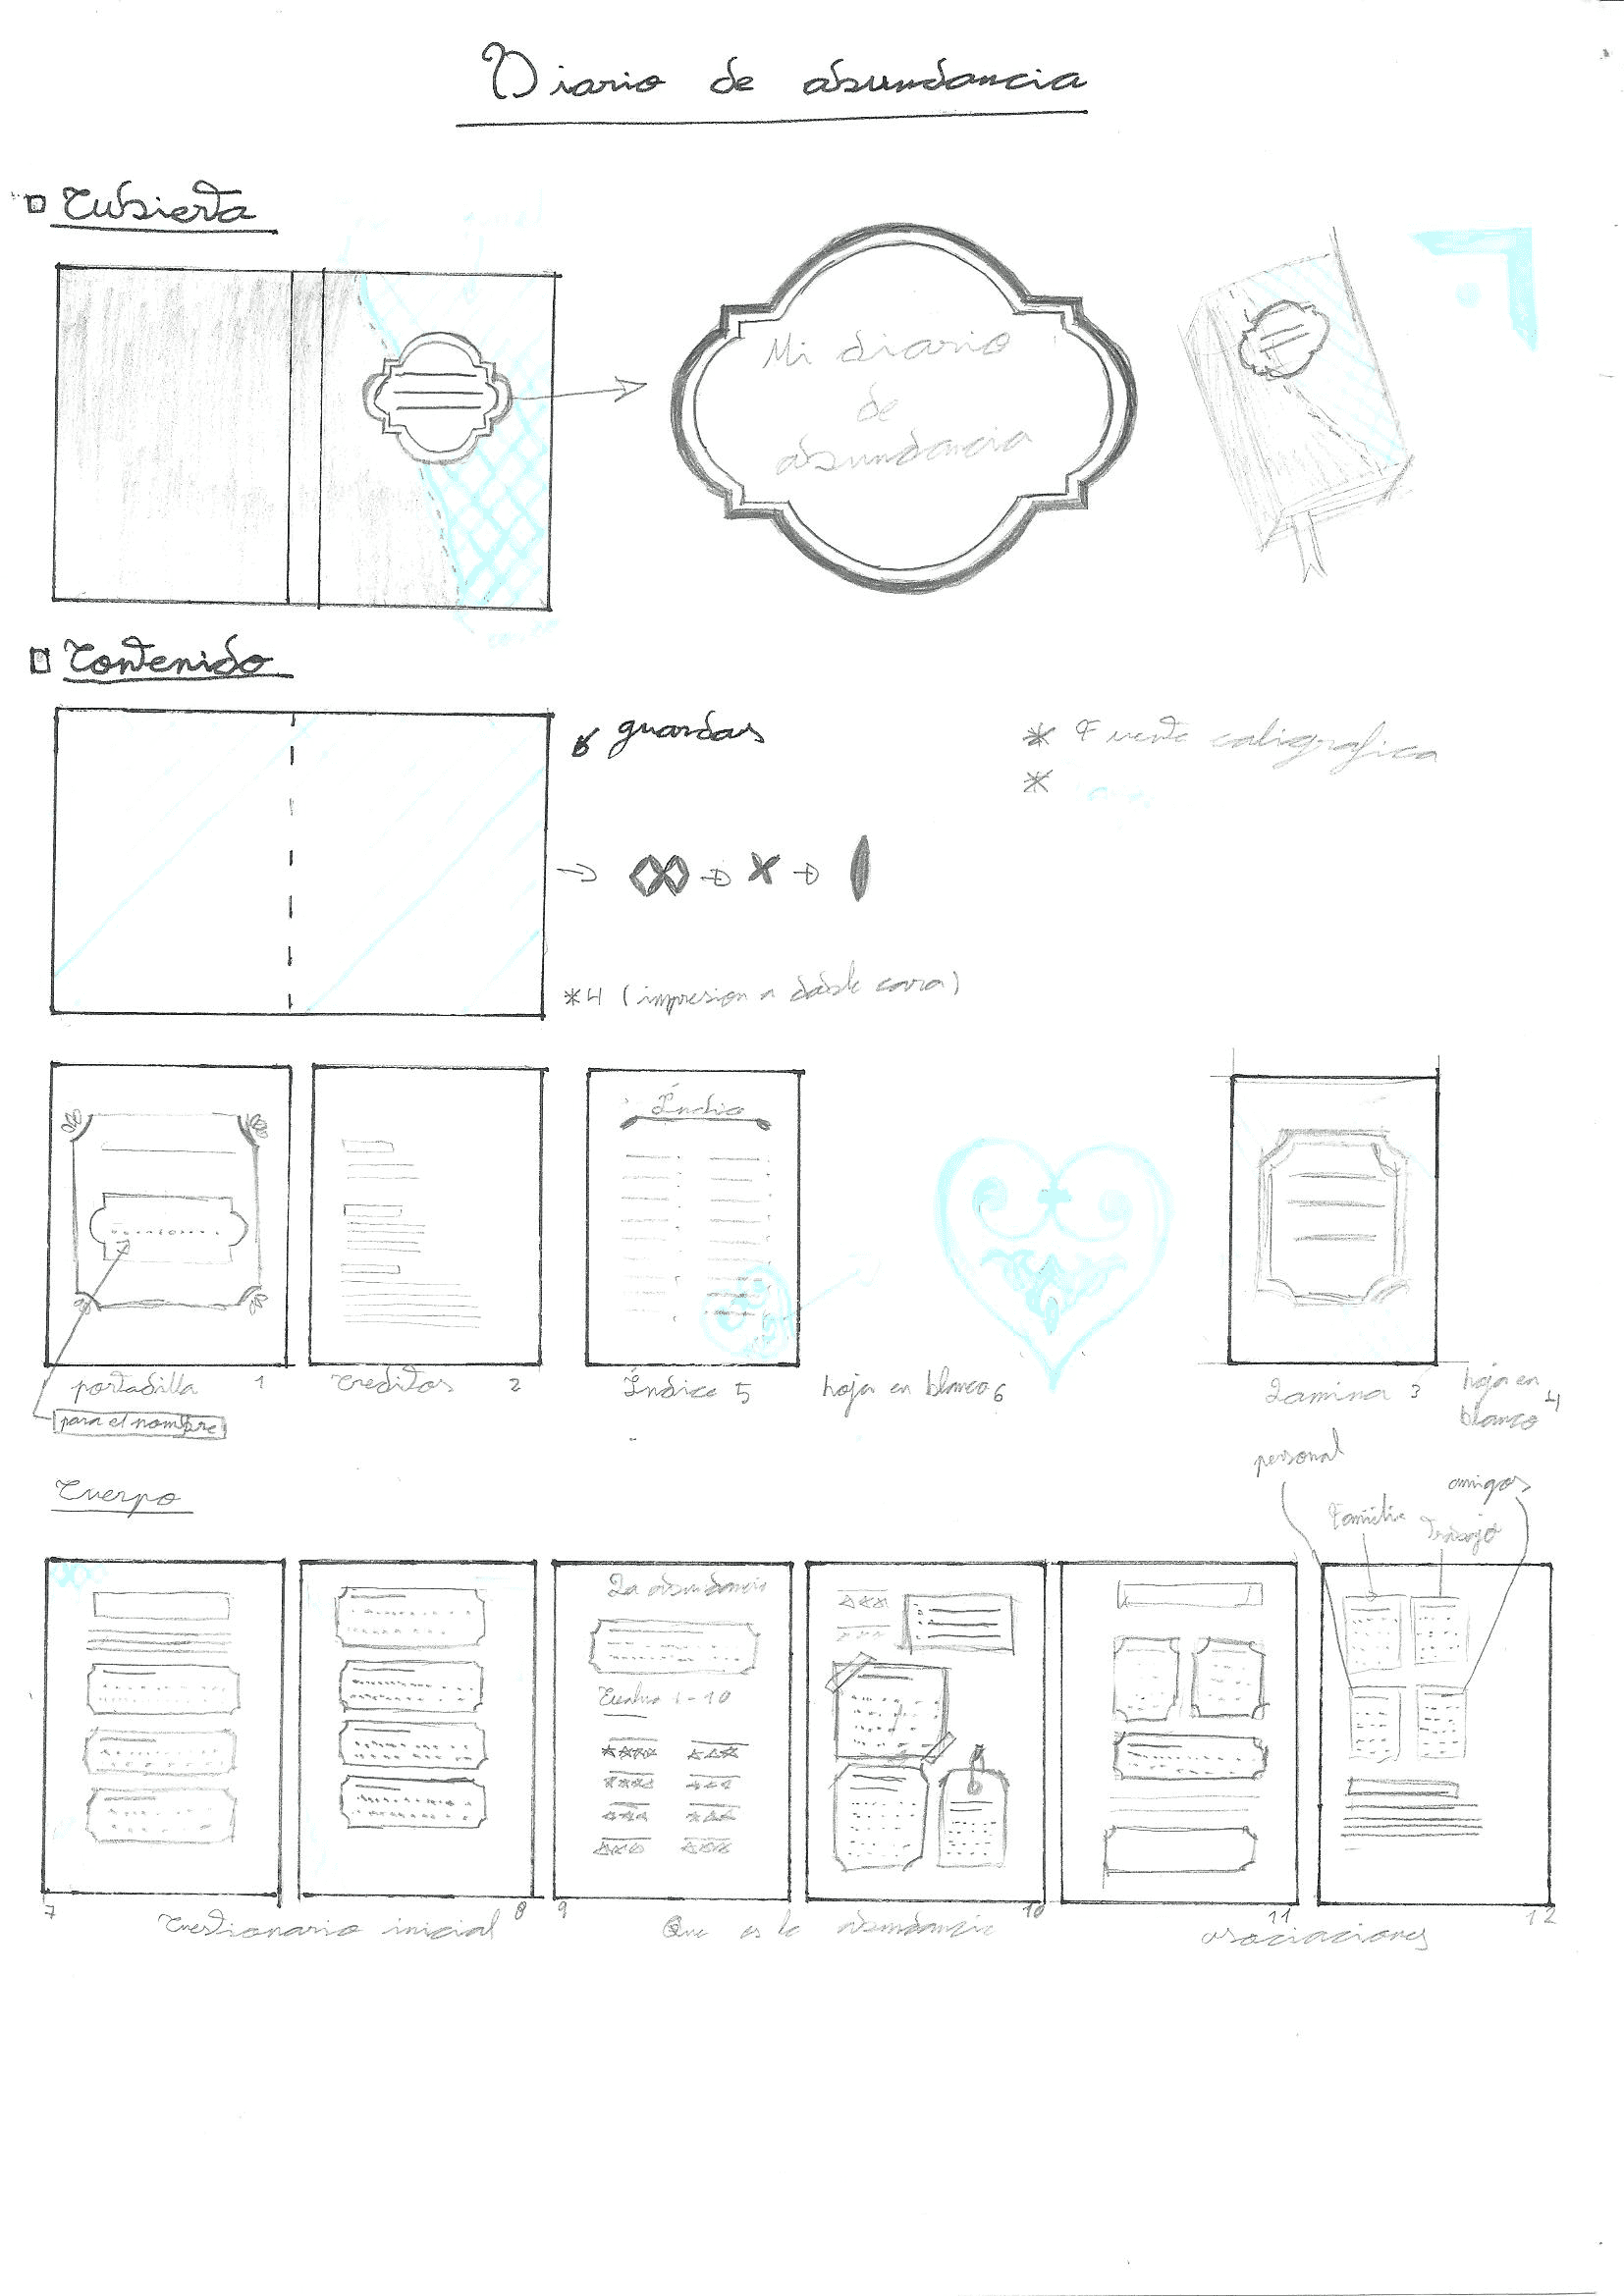 Diario de abundancia
Cubierta
Mi diario
de
abundancia
Contenido
guardas
* Fuente caligrafica
*
*4 (impresion a doble cara)
Índice
portadilla 1
creditos 2
Índice 5
hoja en blanco 6
Lamina 3
hoja en
blanco 4
para el nombre
personal
amigos
Familia
Trabajo
Cuerpo
La abundancia
Evalua 1-10
7
Cuestionario inicial
8
9
Que es la abundancia
10
11
asociaciones
12